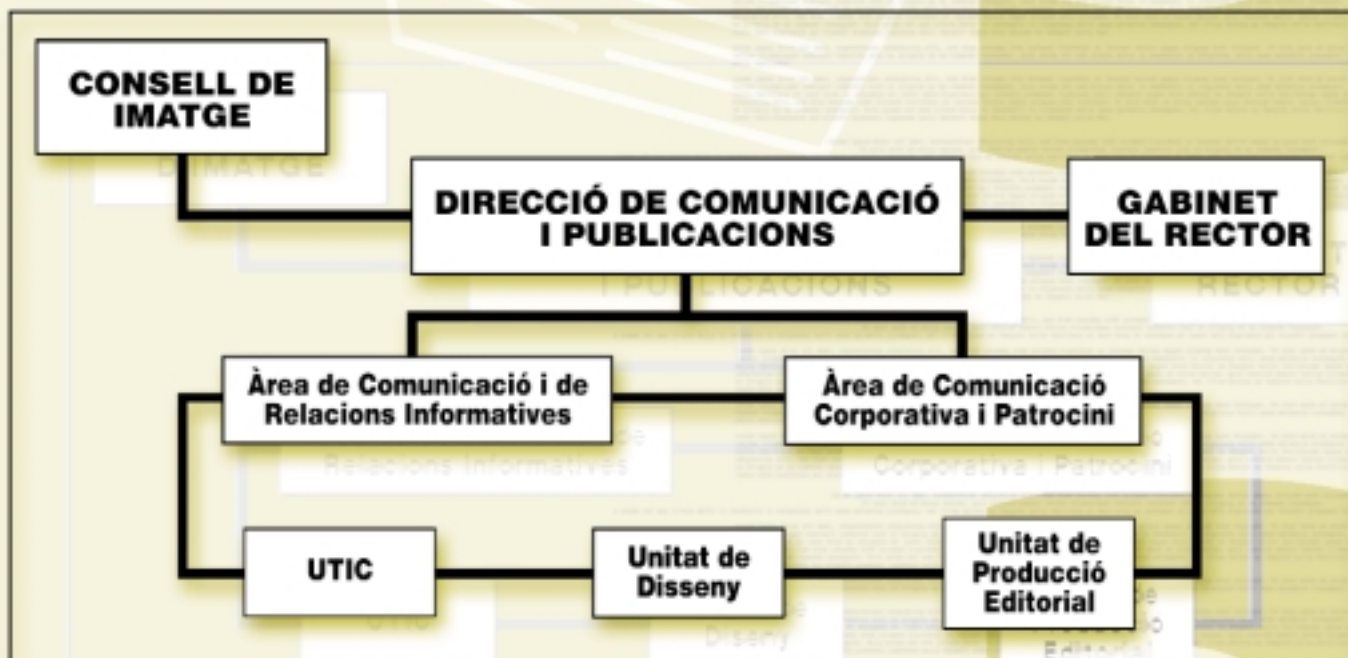 CONSELL DE
IMATGE
DIRECCIÓ DE COMUNICACIÓ
I PUBLICACIONS
GABINET
DEL RECTOR
Àrea de Comunicació i de
Relacions Informatives
Àrea de Comunicació
Corporativa i Patrocini
UTIC
Unitat de
Disseny
Unitat de
Producció
Editorial